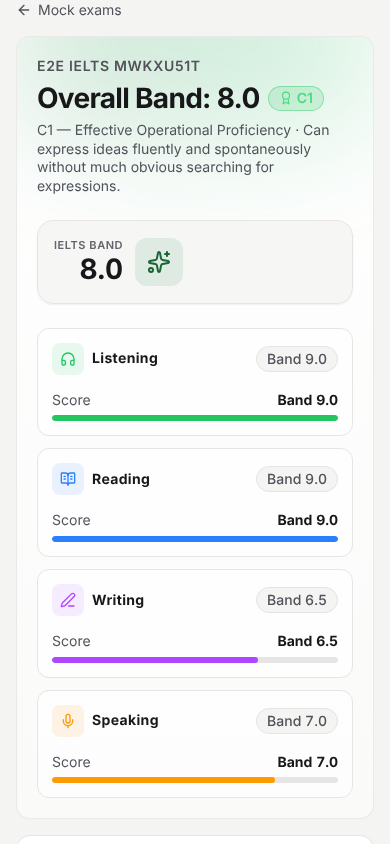 ← Mock exams
E2E IELTS MWKXU51T
Overall Band: 8.0 C1
C1 — Effective Operational Proficiency · Can
express ideas fluently and spontaneously
without much obvious searching for
expressions.
IELTS BAND
8.0
Listening Band 9.0
Score Band 9.0
Reading Band 9.0
Score Band 9.0
Writing Band 6.5
Score Band 6.5
Speaking Band 7.0
Score Band 7.0